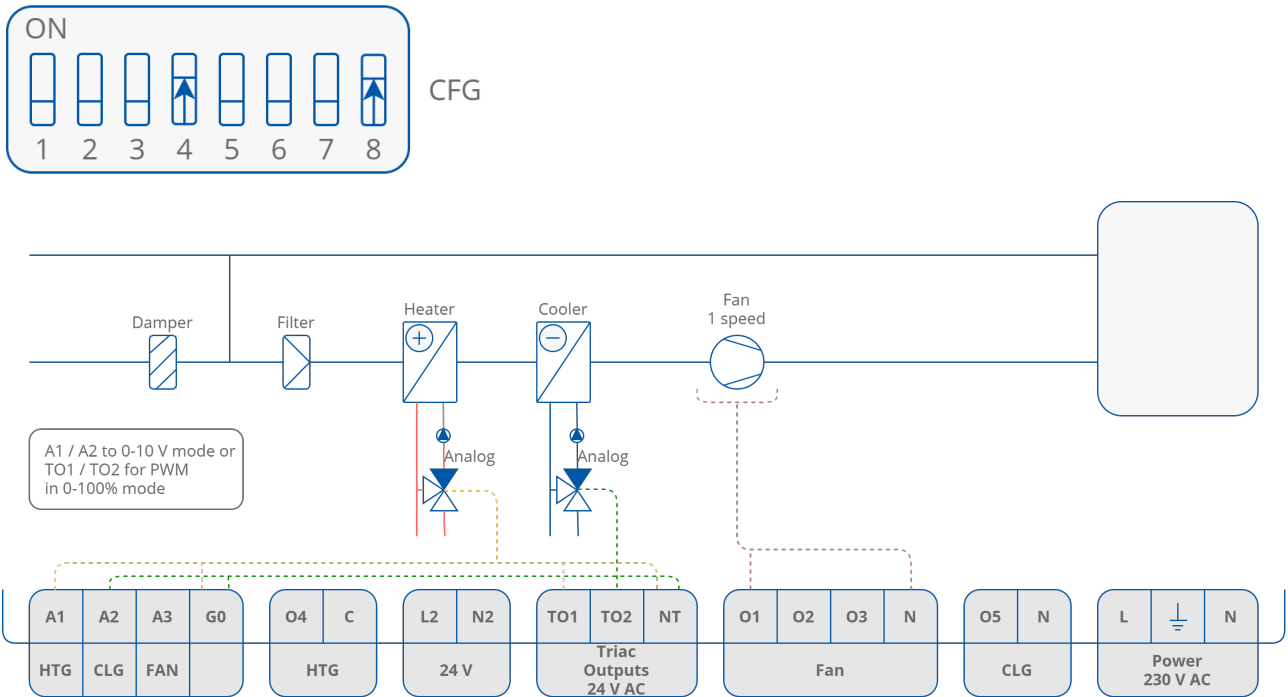 ON
CFG
1 2 3 4 5 6 7 8
Fan
1 speed
Heater
Cooler
Damper
Filter
A1 / A2 to 0-10 V mode or
TO1 / TO2 for PWM
in 0-100% mode
Analog
Analog
A1 A2 A3 G0
HTG CLG FAN
O4 C
HTG
L2 N2
24 V
TO1 TO2 NT
Triac
Outputs
24 V AC
O1 O2 O3 N
Fan
O5 N
CLG
L N
Power
230 V AC